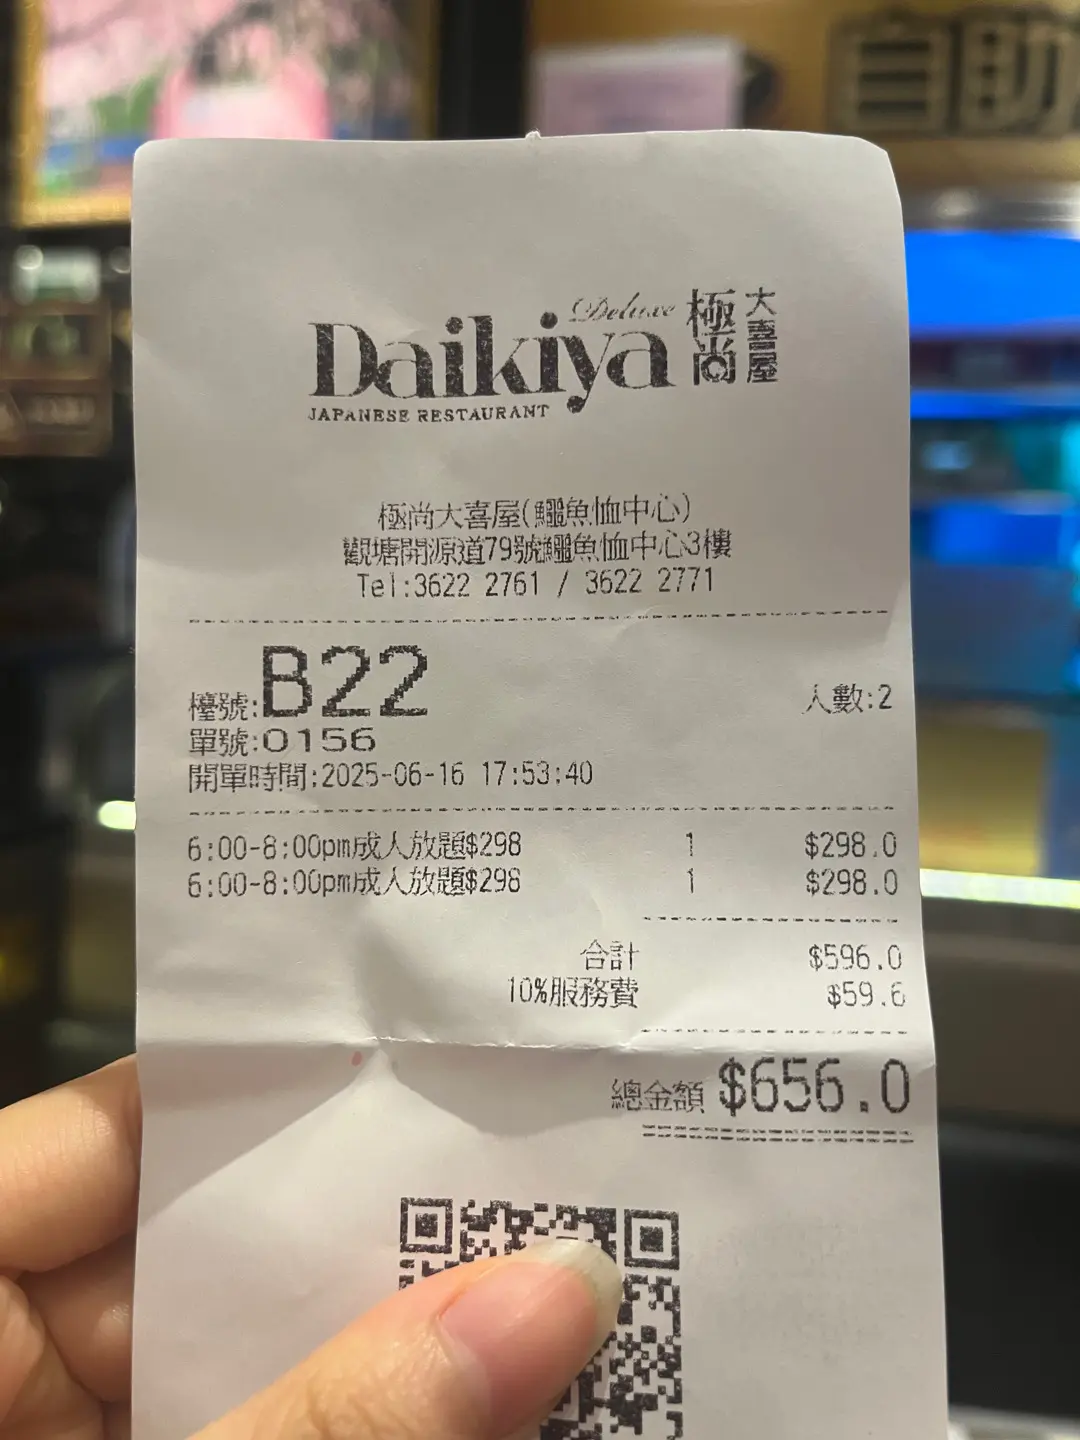 自助
Deluxe
Daikiya 極尚 大喜屋
JAPANESE RESTAURANT
極尚大喜屋(鱷魚恤中心)
觀塘開源道79號鱷魚恤中心3樓
Tel:3622 2761 / 3622 2771
檯號:B22 人數:2
單號:0156
開單時間:2025-06-16 17:53:40
6:00-8:00pm成人放題$298 1 $298.0
6:00-8:00pm成人放題$298 1 $298.0
合計 $596.0
10%服務費 $59.6
總金額 $656.0